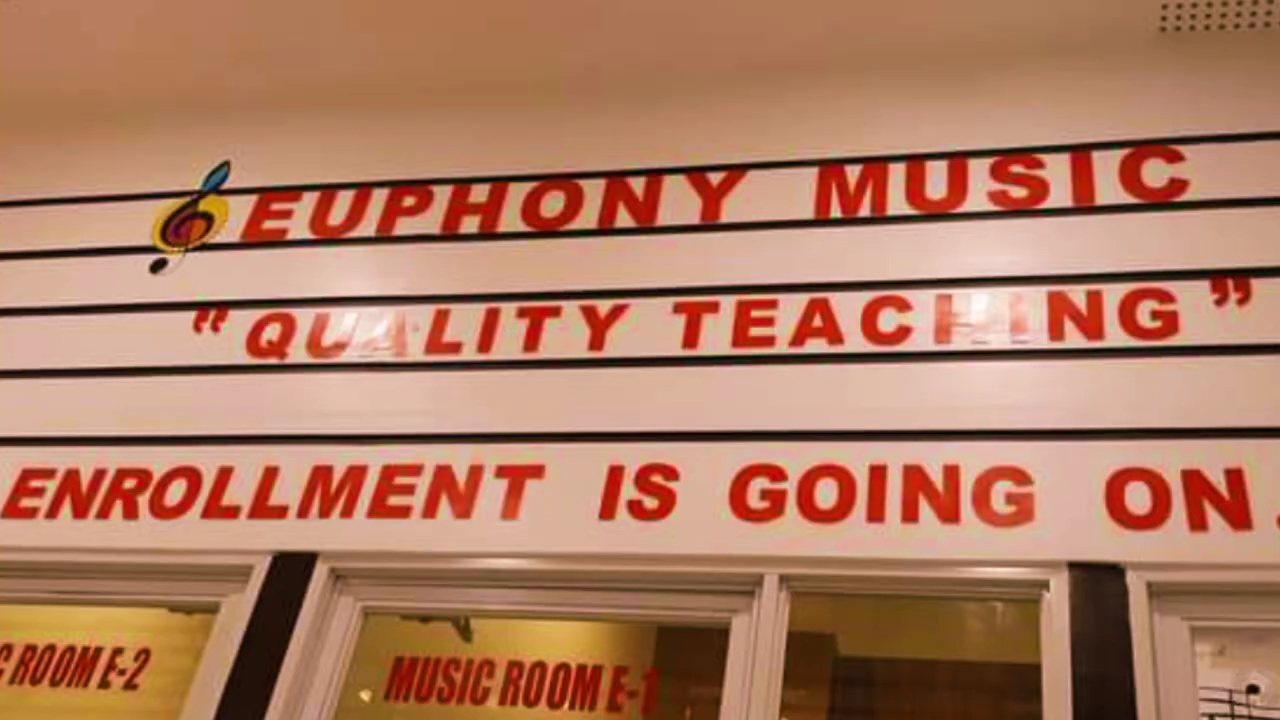 EUPHONY MUSIC
"QUALITY TEACHING"
ENROLLMENT IS GOING ON.
C ROOM E-2
MUSIC ROOM E-1